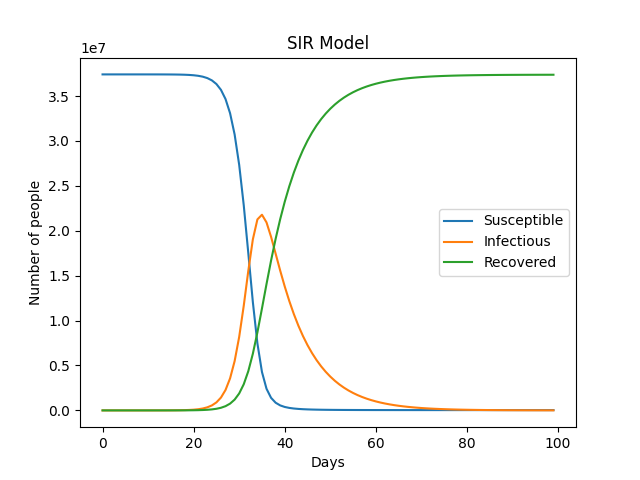 SIR Model
1e7
3.5
3.0
2.5
2.0
1.5
1.0
0.5
0.0
Number of people
Susceptible
Infectious
Recovered
0 20 40 60 80 100
Days